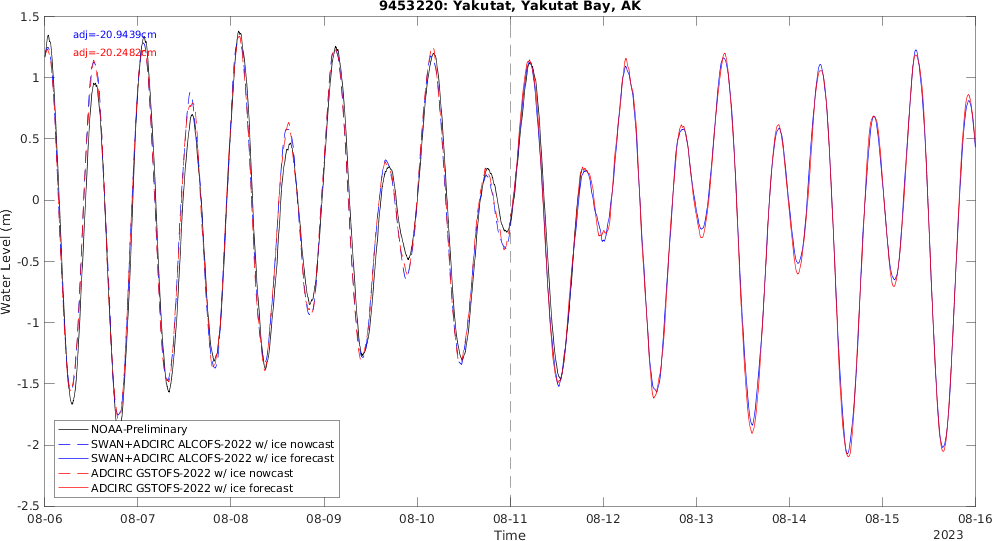 9453220: Yakutat, Yakutat Bay, AK
adj=-20.9439cm
adj=-20.2482cm
Water Level (m)
1.5
1
0.5
0
-0.5
-1
-1.5
-2
-2.5
NOAA-Preliminary
SWAN+ADCIRC ALCOFS-2022 w/ ice nowcast
SWAN+ADCIRC ALCOFS-2022 w/ ice forecast
ADCIRC GSTOFS-2022 w/ ice nowcast
ADCIRC GSTOFS-2022 w/ ice forecast
08-06 08-07 08-08 08-09 08-10 08-11 08-12 08-13 08-14 08-15 08-16
Time
2023